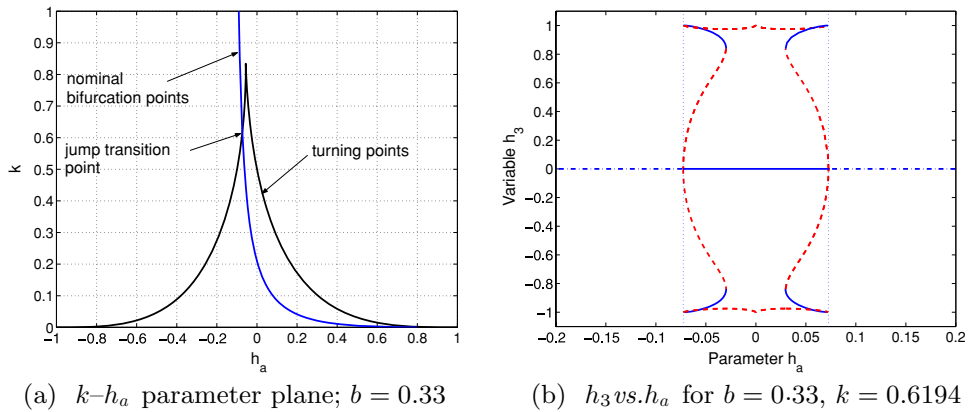 1
0.9
0.8
0.7
0.6
0.5
0.4
0.3
0.2
0.1
0
k
nominal
bifurcation points
jump transition
point
turning points
−1 −0.8 −0.6 −0.4 −0.2 0 0.2 0.4 0.6 0.8 1
h_a
(a) k–h_a parameter plane; b = 0.33
1
0.8
0.6
0.4
0.2
0
−0.2
−0.4
−0.6
−0.8
−1
Variable h_3
−0.2 −0.15 −0.1 −0.05 0 0.05 0.1 0.15 0.2
Parameter h_a
(b) h_3 vs. h_a for b = 0.33, k = 0.6194